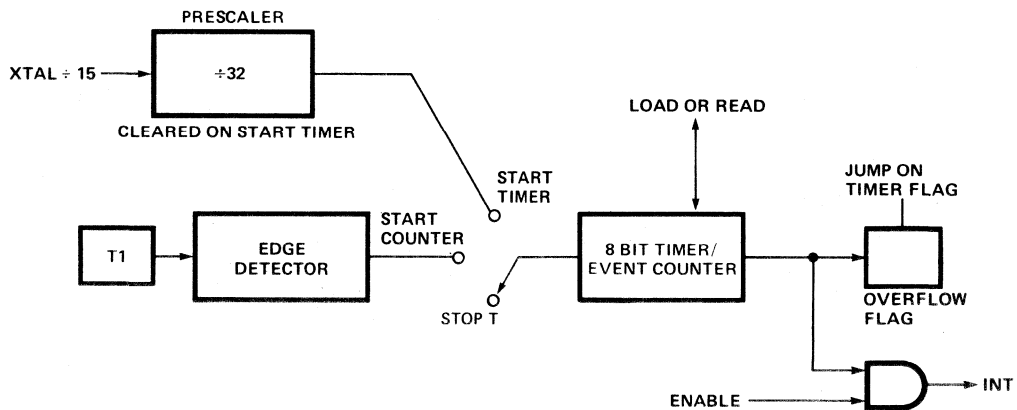 PRESCALER
XTAL ÷ 15
÷32
CLEARED ON START TIMER
LOAD OR READ
START
TIMER
JUMP ON
TIMER FLAG
START
COUNTER
T1
EDGE
DETECTOR
8 BIT TIMER/
EVENT COUNTER
STOP T
OVERFLOW
FLAG
ENABLE
INT